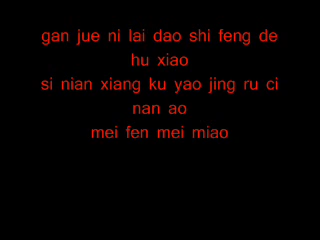 gan jue ni lai dao shi feng de
hu xiao
si nian xiang ku yao jing ru ci
nan ao
mei fen mei miao